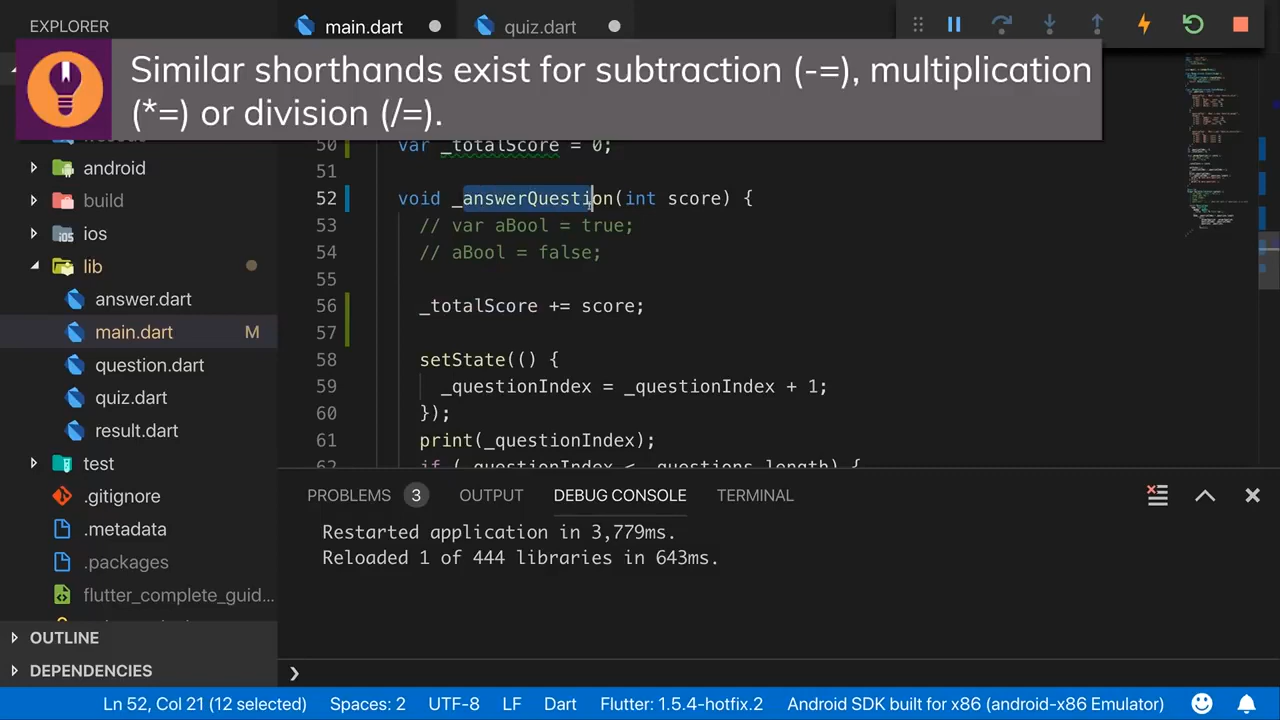 EXPLORER
main.dart
quiz.dart
Similar shorthands exist for subtraction (-=), multiplication
(*=) or division (/=).
android
build
ios
lib
answer.dart
main.dart M
question.dart
quiz.dart
result.dart
test
.gitignore
.metadata
.packages
flutter_complete_guid...
OUTLINE
DEPENDENCIES
50 var _totalScore = 0;
51
52 void _answerQuestion(int score) {
53 // var aBool = true;
54 // aBool = false;
55
56 _totalScore += score;
57
58 setState(() {
59 _questionIndex = _questionIndex + 1;
60 });
61 print(_questionIndex);
62 if (_questionIndex < _questions.length) {
PROBLEMS 3 OUTPUT DEBUG CONSOLE TERMINAL
Restarted application in 3,779ms.
Reloaded 1 of 444 libraries in 643ms.
Ln 52, Col 21 (12 selected) Spaces: 2 UTF-8 LF Dart Flutter: 1.5.4-hotfix.2 Android SDK built for x86 (android-x86 Emulator)